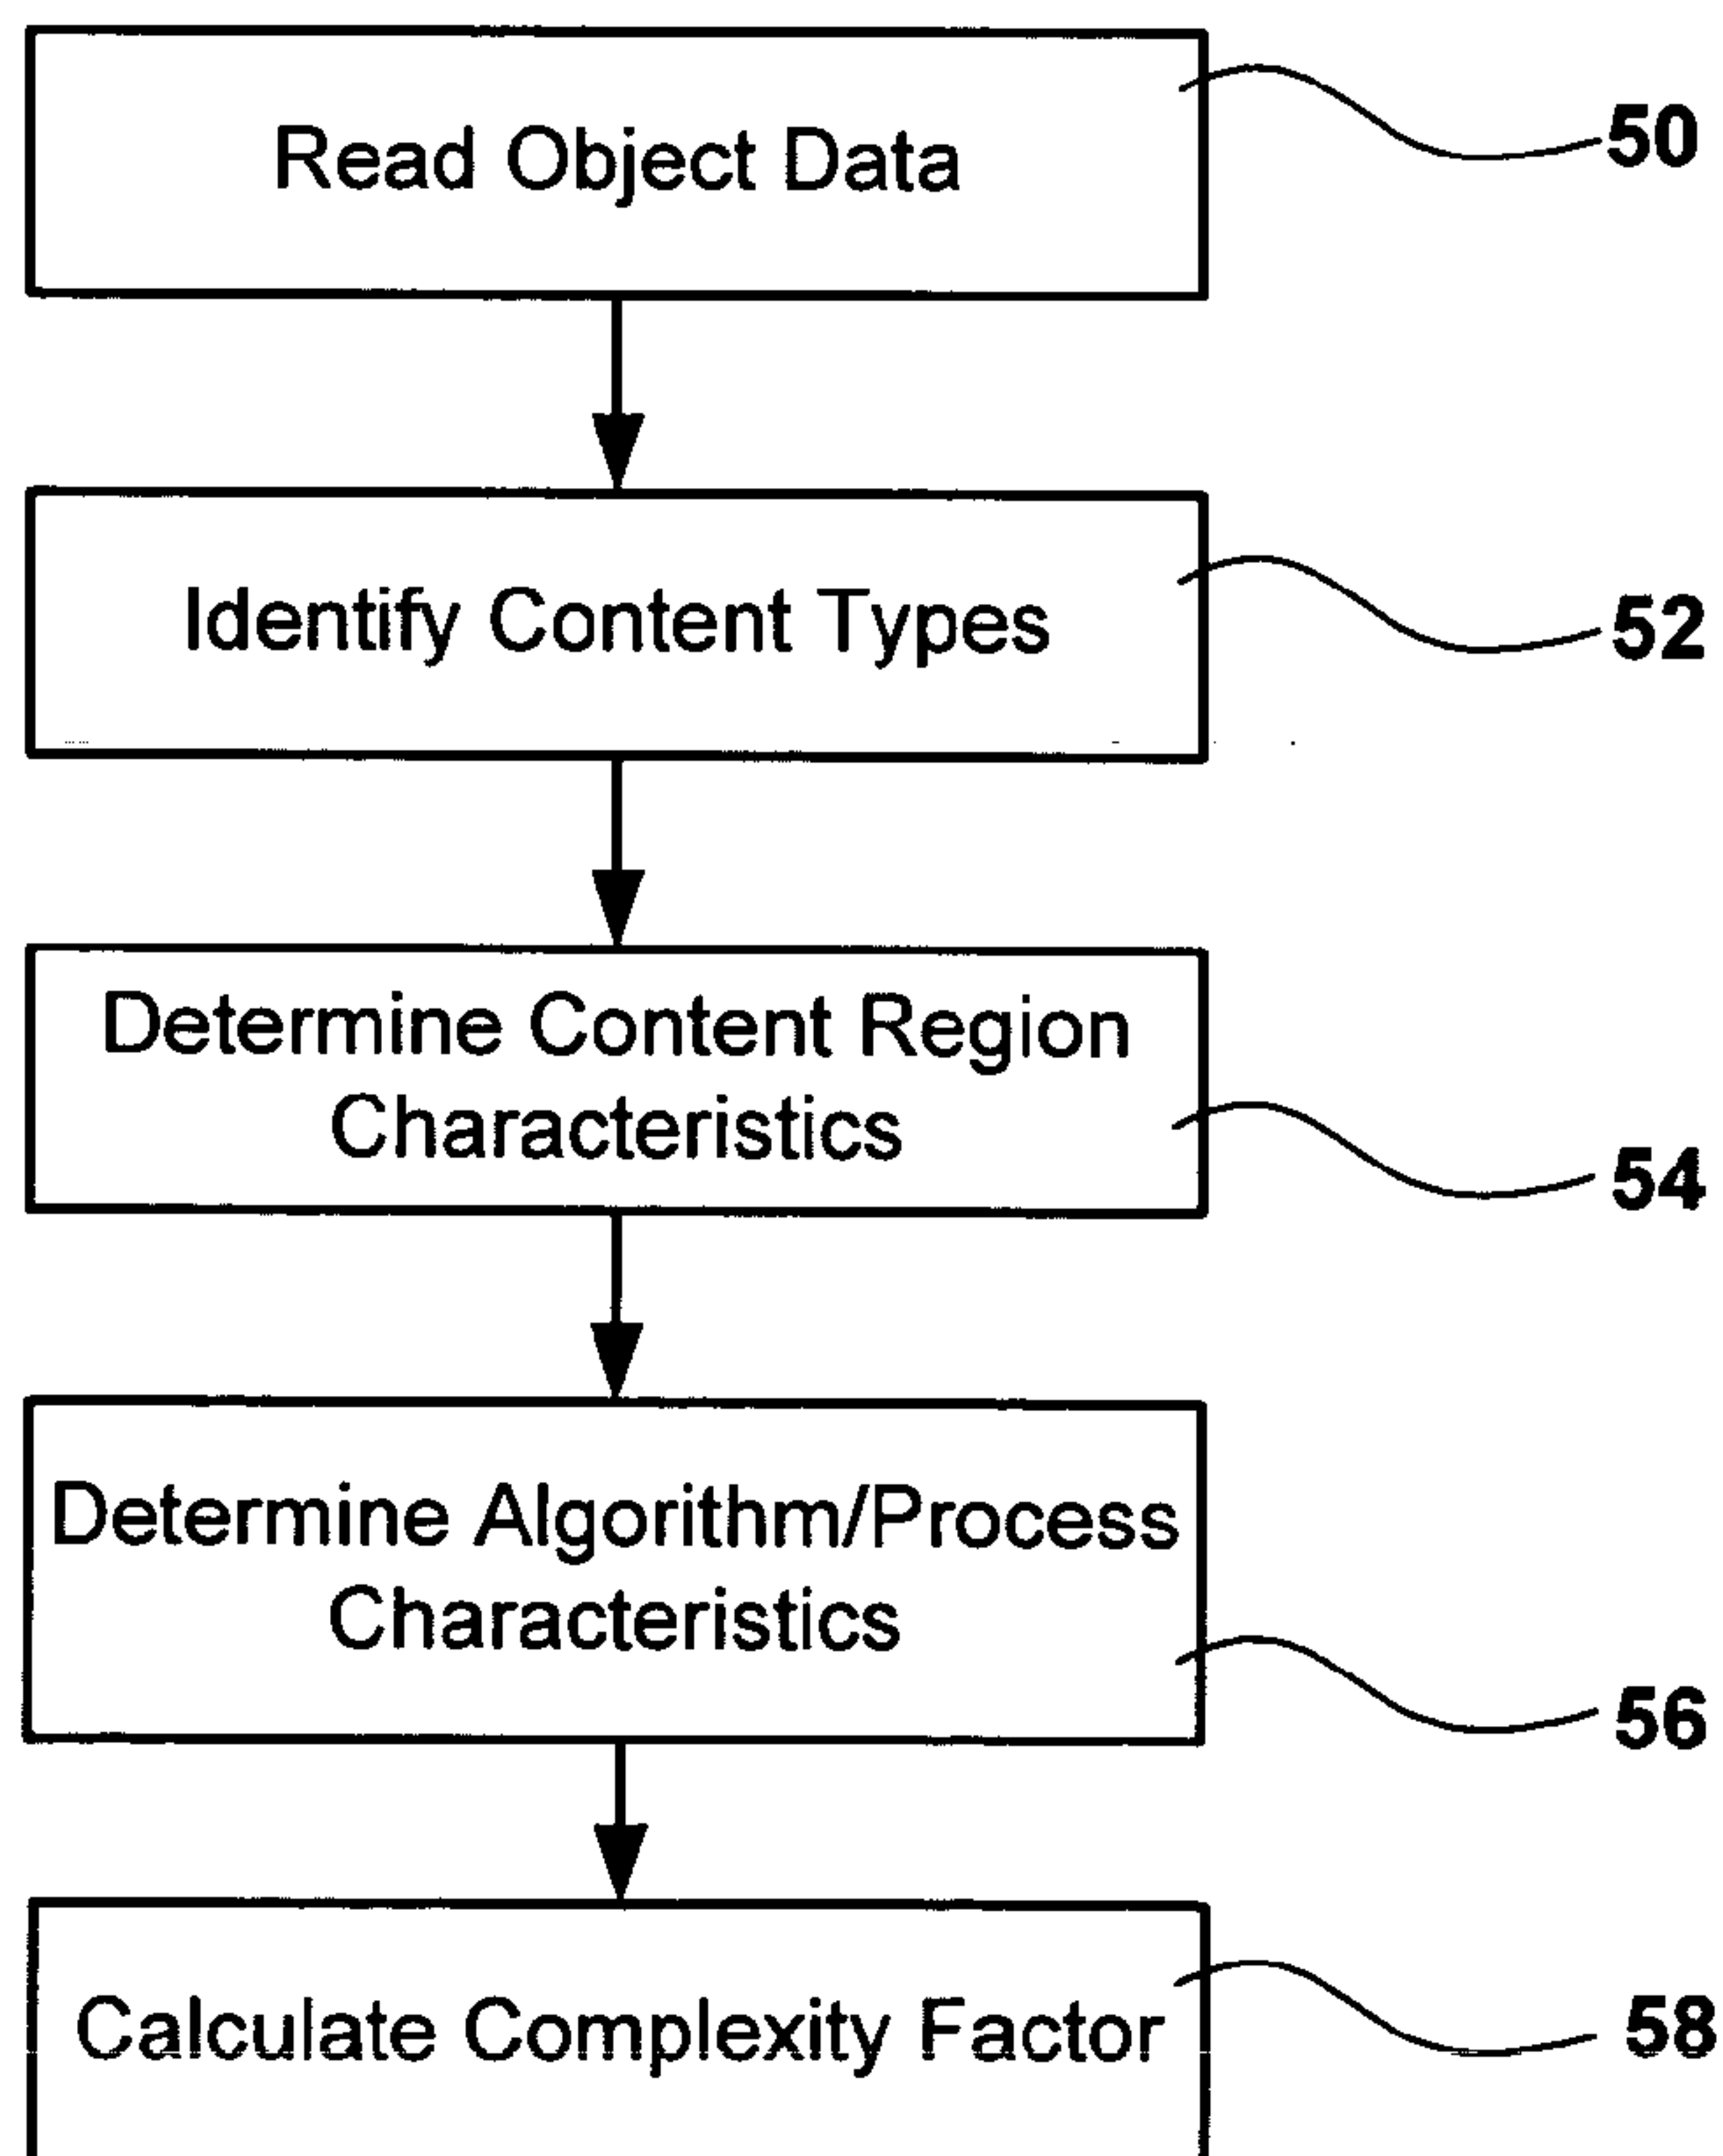 Read Object Data
50
Identify Content Types
52
Determine Content Region
Characteristics
54
Determine Algorithm/Process
Characteristics
56
Calculate Complexity Factor
58